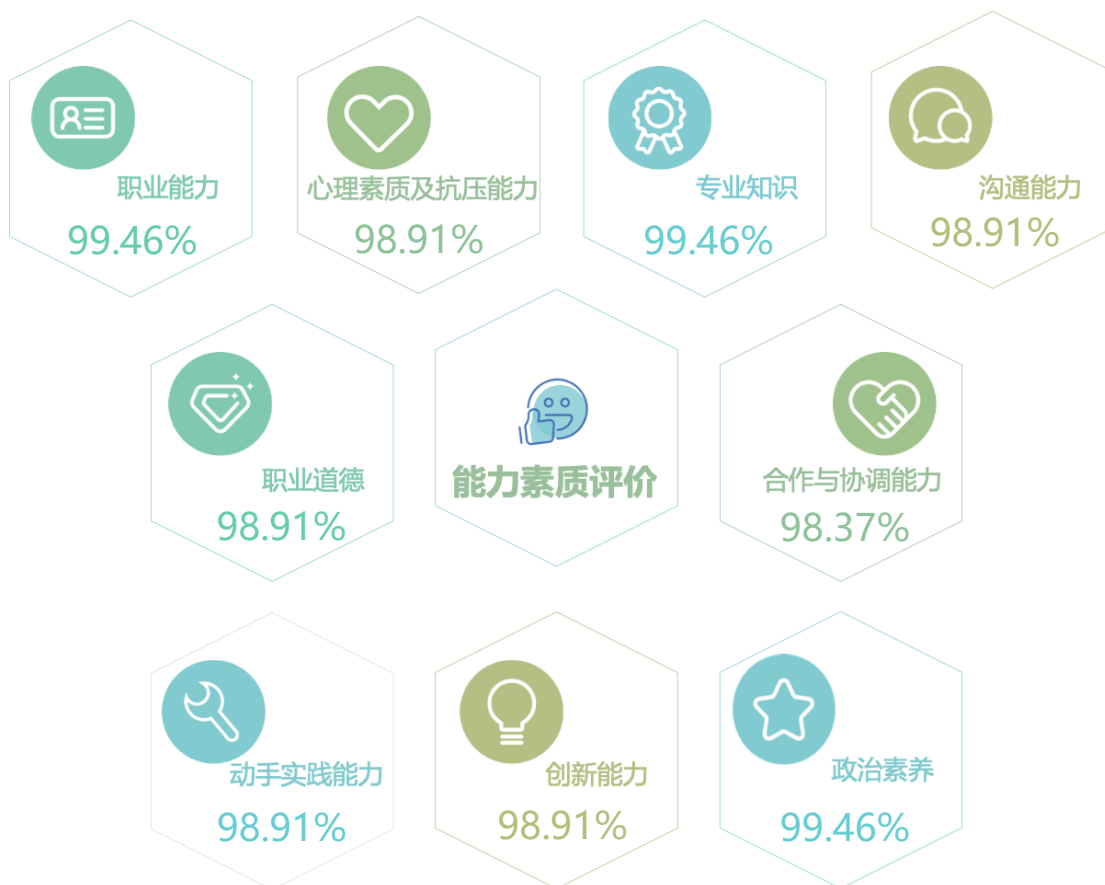 职业能力
99.46%
心理素质及抗压能力
98.91%
专业知识
99.46%
沟通能力
98.91%
职业道德
98.91%
能力素质评价
合作与协调能力
98.37%
动手实践能力
98.91%
创新能力
98.91%
政治素养
99.46%